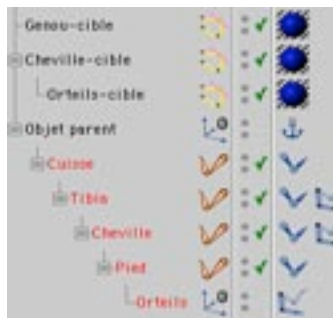 Genou-cible
Cheville-cible
Orteils-cible
Objet parent
Cuisse
Tibia
Cheville
Pied
Orteils